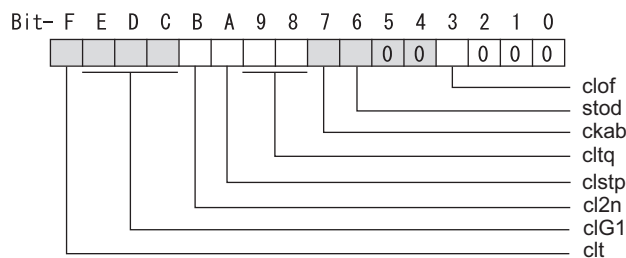 Bit- F E D C B A 9 8 7 6 5 4 3 2 1 0
0 0 0 0 0
clof
stod
ckab
cltq
clstp
cl2n
clG1
clt